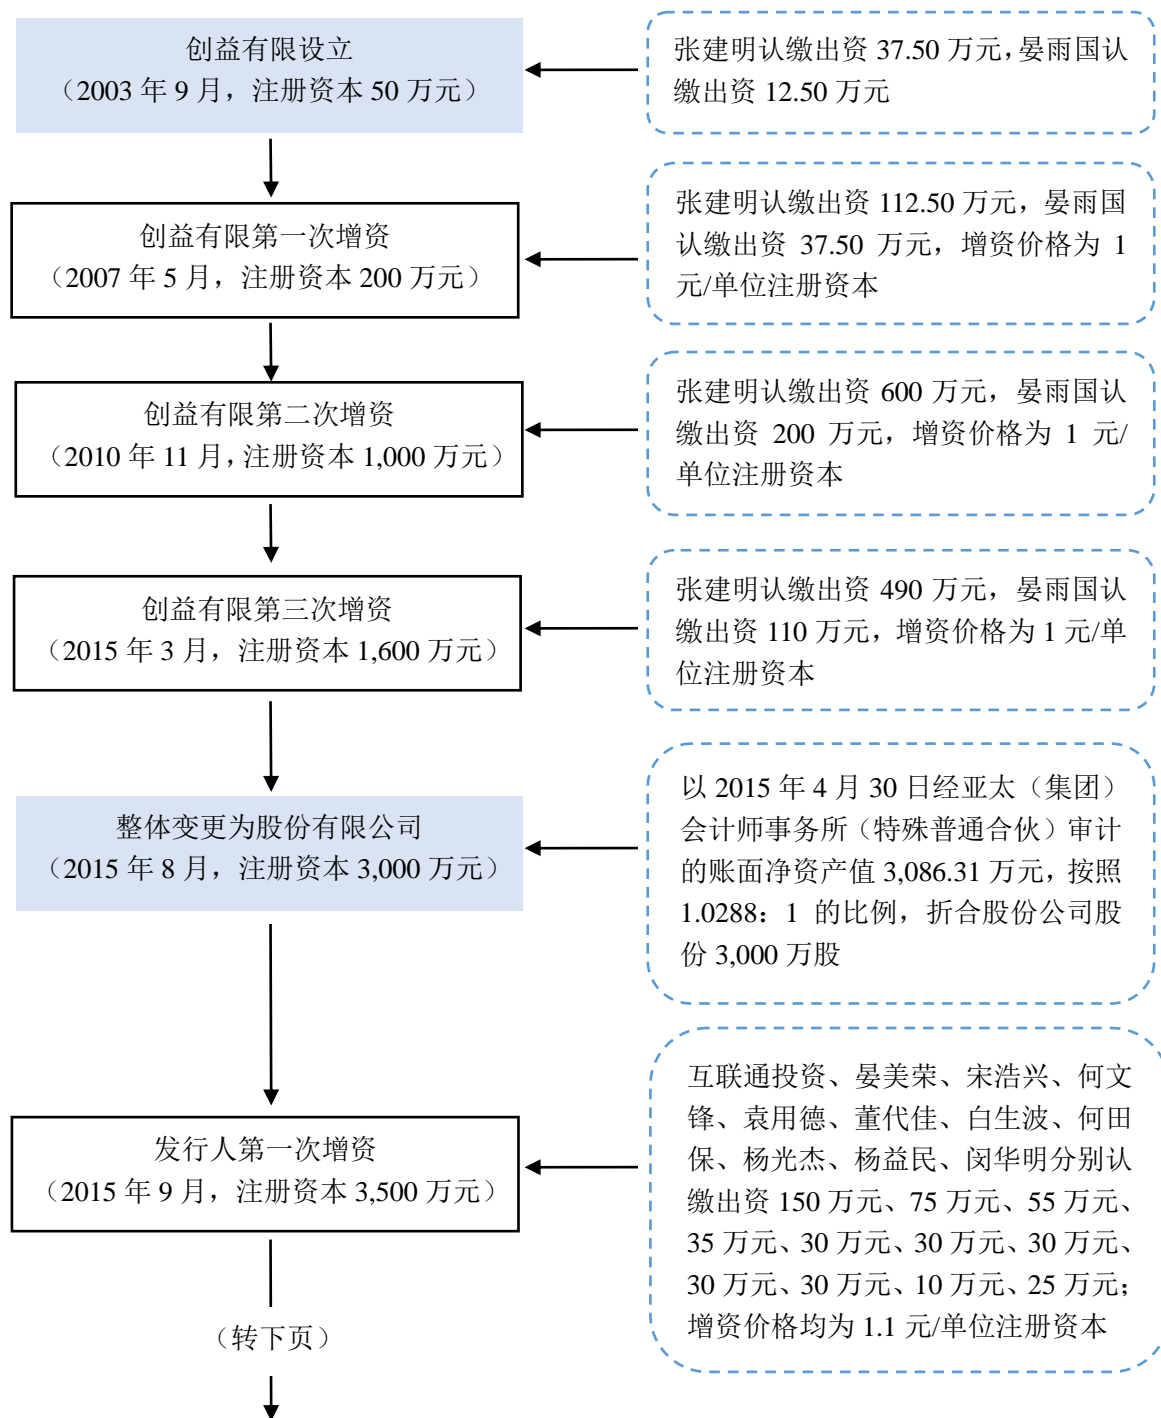 创益有限设立
（2003 年 9 月，注册资本 50 万元）
张建明认缴出资 37.50 万元，晏雨国认
缴出资 12.50 万元
创益有限第一次增资
（2007 年 5 月，注册资本 200 万元）
张建明认缴出资 112.50 万元，晏雨国
认缴出资 37.50 万元，增资价格为 1
元/单位注册资本
创益有限第二次增资
（2010 年 11 月，注册资本 1,000 万元）
张建明认缴出资 600 万元，晏雨国认
缴出资 200 万元，增资价格为 1 元/
单位注册资本
创益有限第三次增资
（2015 年 3 月，注册资本 1,600 万元）
张建明认缴出资 490 万元，晏雨国认
缴出资 110 万元，增资价格为 1 元/单
位注册资本
整体变更为股份有限公司
（2015 年 8 月，注册资本 3,000 万元）
以 2015 年 4 月 30 日经亚太（集团）
会计师事务所（特殊普通合伙）审计
的账面净资产值 3,086.31 万元，按照
1.0288：1 的比例，折合股份公司股
份 3,000 万股
发行人第一次增资
（2015 年 9 月，注册资本 3,500 万元）
互联通投资、晏美荣、宋浩兴、何文
锋、袁用德、董代佳、白生波、何田
保、杨光杰、杨益民、闵华明分别认
缴出资 150 万元、75 万元、55 万元、
35 万元、30 万元、30 万元、30 万元、
30 万元、30 万元、10 万元、25 万元；
增资价格均为 1.1 元/单位注册资本
（转下页）